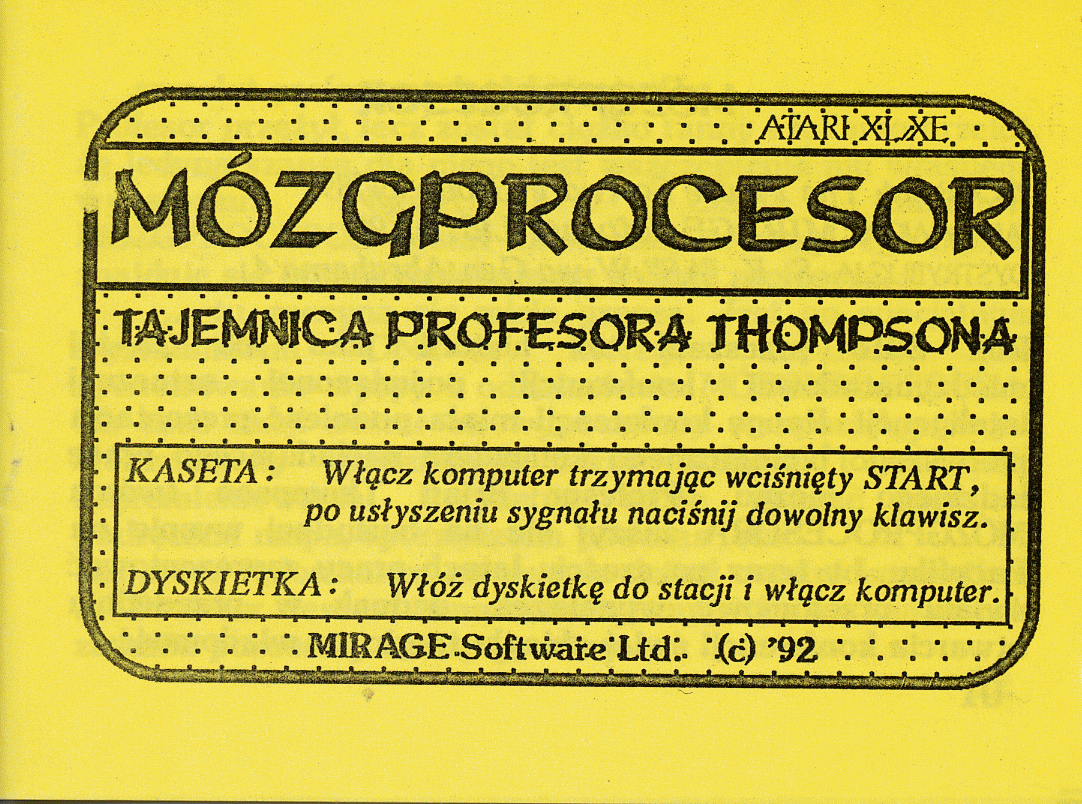 ATARI XL/XE
MÓZGPROCESOR
TAJEMNICA PROFESORA THOMPSONA
KASETA: Włącz komputer trzymając wciśnięty START,
po usłyszeniu sygnału naciśnij dowolny klawisz.
DYSKIETKA: Włóż dyskietkę do stacji i włącz komputer.
MIRAGE Software Ltd. (c) '92